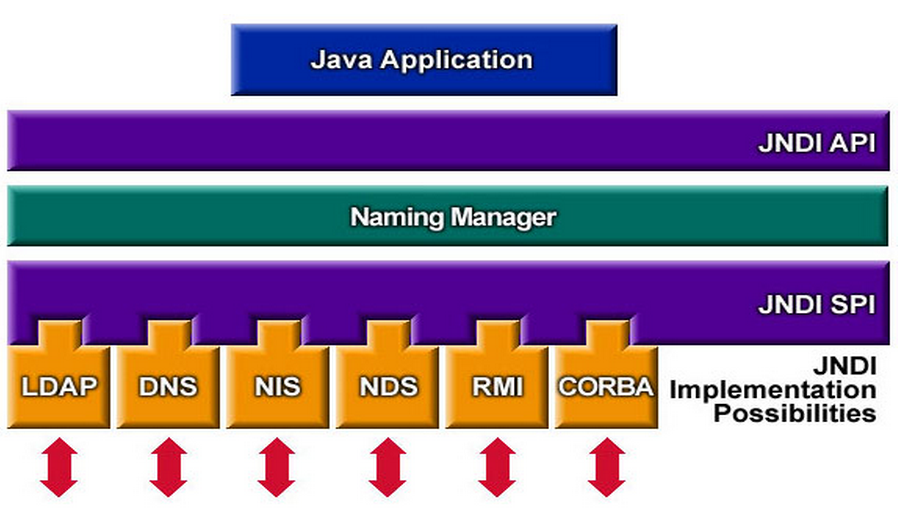 Java Application
JNDI API
Naming Manager
JNDI SPI
LDAP
DNS
NIS
NDS
RMI
CORBA
JNDI
Implementation
Possibilities